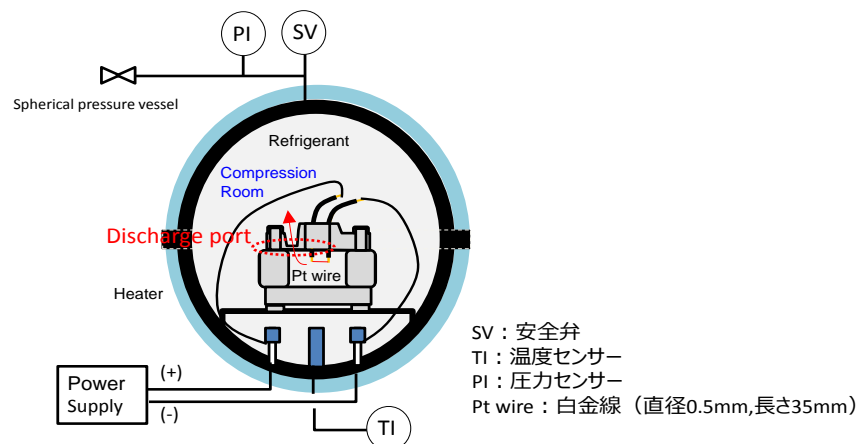 PI
SV
Spherical pressure vessel
Refrigerant
Compression
Room
Discharge port
Pt wire
Heater
Power
Supply
(+)
(-)
TI
SV：安全弁
TI：温度センサー
PI：圧力センサー
Pt wire：白金線（直径0.5mm,長さ35mm）